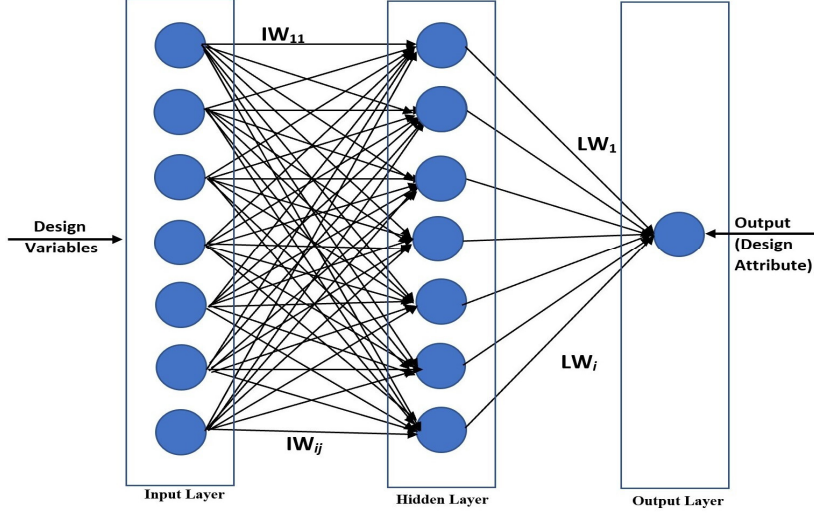 IW11
LW1
Design
Variables
Output
(Design
Attribute)
LWi
IWij
Input Layer
Hidden Layer
Output Layer